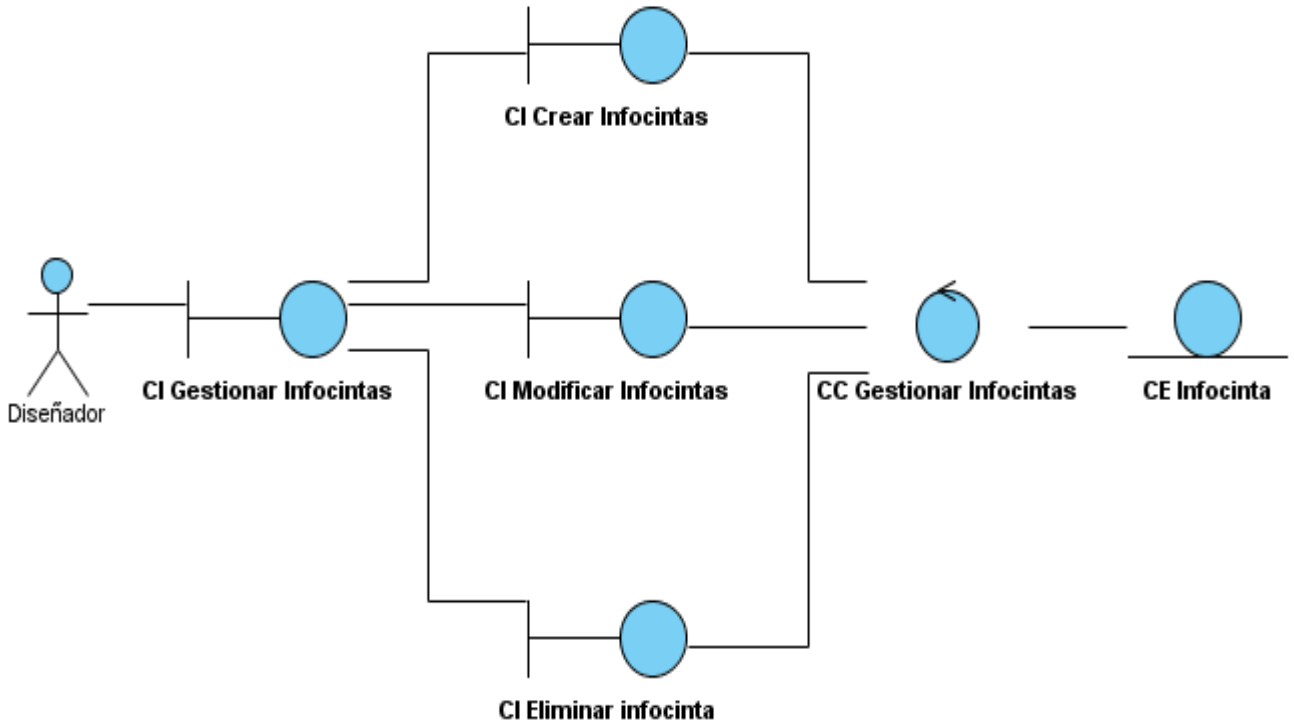 CI Crear Infocintas
Diseñador
CI Gestionar Infocintas
CI Modificar Infocintas
CC Gestionar Infocintas
CE Infocinta
CI Eliminar infocinta